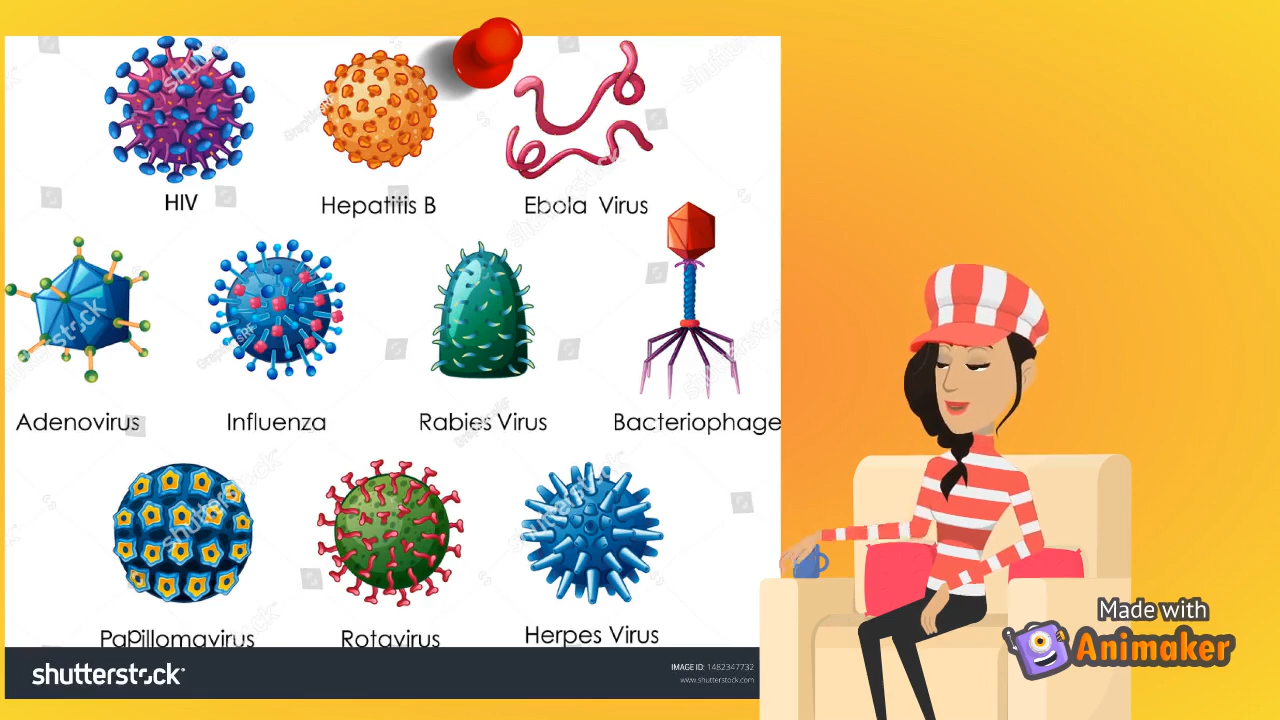 HIV
Hepatitis B
Ebola Virus
Adenovirus
Influenza
Rabies Virus
Bacteriophage
Papillomavirus
Rotavirus
Herpes Virus
shutterstock
IMAGE ID: 1482347732
www.shutterstock.com
Made with
Animaker